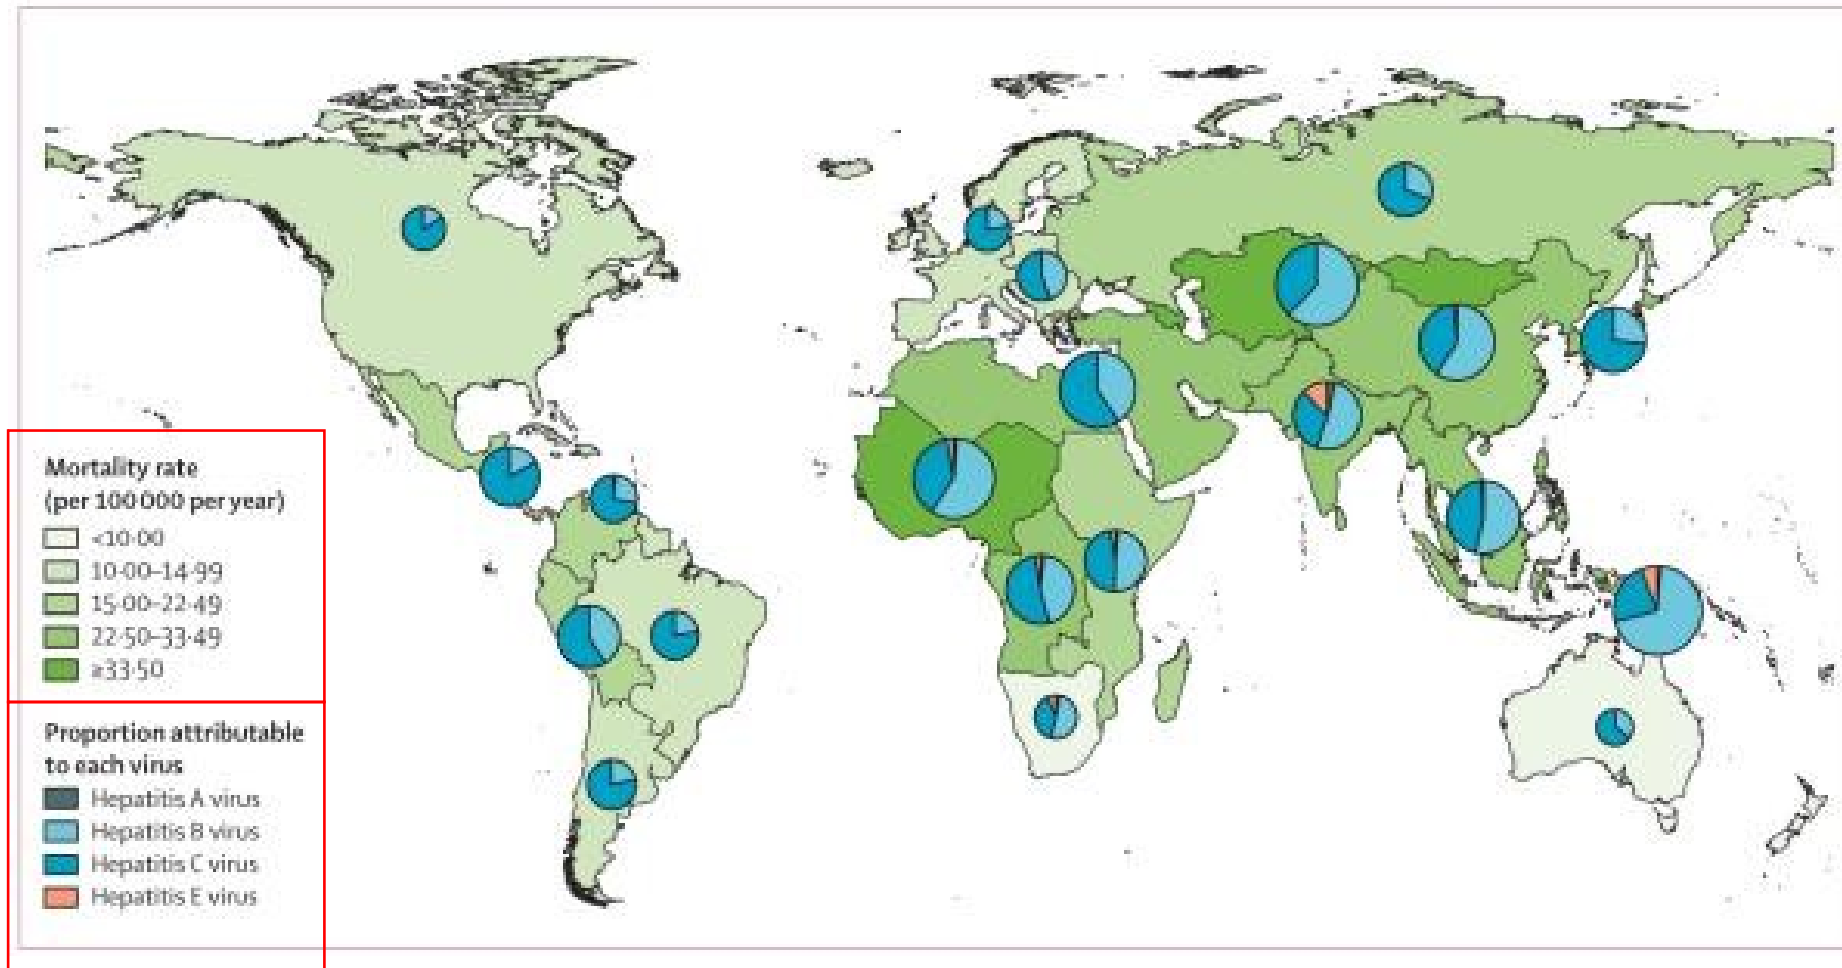 Mortality rate
(per 100 000 per year)
<10·00
10·00–14·99
15·00–22·49
22·50–33·49
≥33·50
Proportion attributable
to each virus
Hepatitis A virus
Hepatitis B virus
Hepatitis C virus
Hepatitis E virus